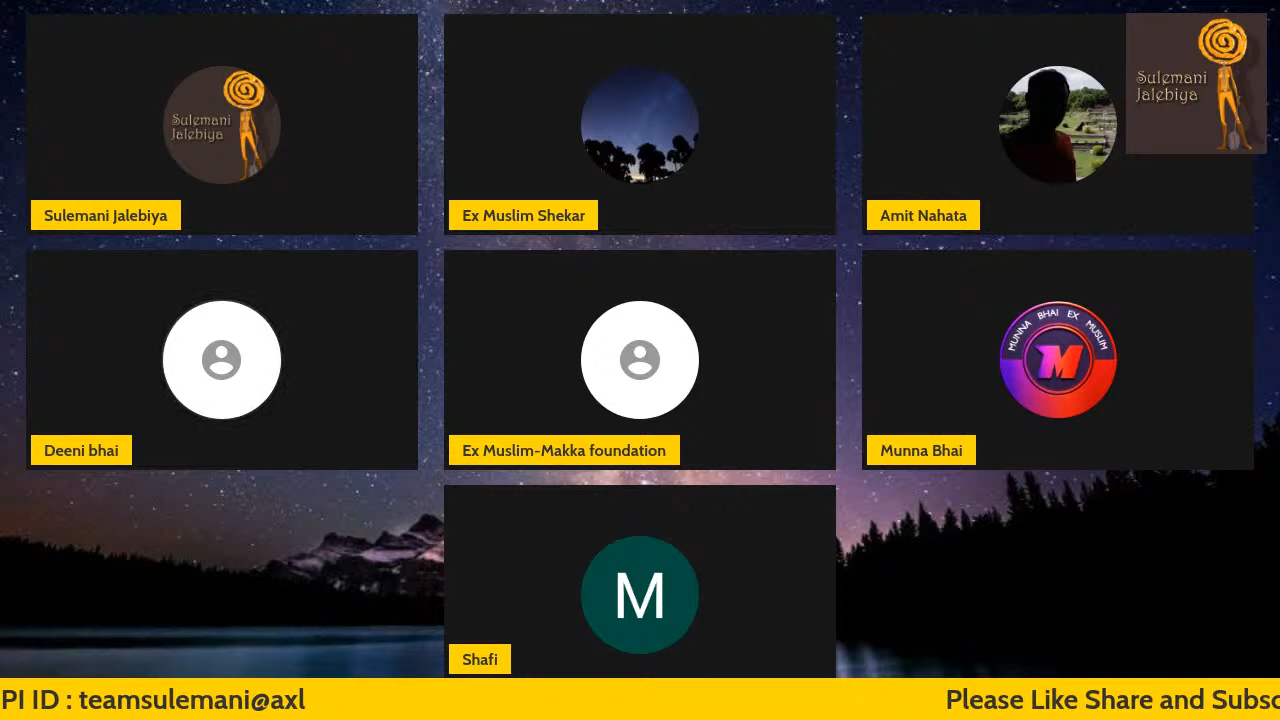 Sulemani
Jalebiya
Sulemani Jalebiya
Ex Muslim Shekar
Sulemani
Jalebiya
Amit Nahata
Deeni bhai
Ex Muslim-Makka foundation
MUNNA BHAI EX MUSLIM
M
Munna Bhai
M
Shafi
PI ID : teamsulemani@axl
Please Like Share and Subsc